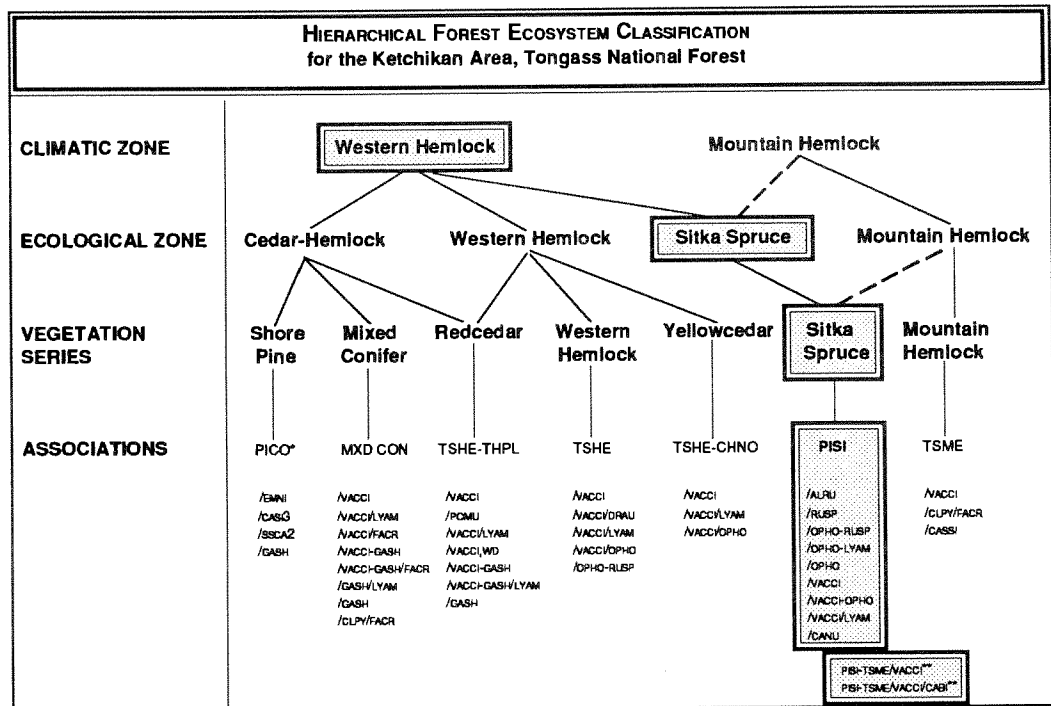 HIERARCHICAL FOREST ECOSYSTEM CLASSIFICATION
for the Ketchikan Area, Tongass National Forest
CLIMATIC ZONE
Western Hemlock
Mountain Hemlock
ECOLOGICAL ZONE
Cedar-Hemlock
Western Hemlock
Sitka Spruce
Mountain Hemlock
VEGETATION
SERIES
Shore
Pine
Mixed
Conifer
Redcedar
Western
Hemlock
Yellowcedar
Sitka
Spruce
Mountain
Hemlock
ASSOCIATIONS
PICO*
/EMNI
/CASI3
/SSCA2
/GASH
MXD CON
/VACCI
/VACCI/LYAM
/VACCI/FACR
/VACCI-GASH
/VACCI-GASH/FACR
/GASH/LYAM
/GASH
/CLPY/FACR
TSHE-THPL
/VACCI
/POMU
/VACCI/LYAM
/VACCI,WD
/VACCI-GASH
/VACCI-GASH/LYAM
/GASH
TSHE
/VACCI
/VACCI/DRAU
/VACCI/LYAM
/VACCI/OPHO
/OPHO-RUSP
TSHE-CHNO
/VACCI
/VACCI/LYAM
/VACCI/OPHO
PISI
/ALRU
/RUSP
/OPHO-RUSP
/OPHO-LYAM
/OPHO
/VACCI
/VACCI-OPHO
/VACCI/LYAM
/CANU
PISI-TSME/VACCI**
PISI-TSME/VACCI/CABI**
TSME
/VACCI
/CLPY/FACR
/CASSI